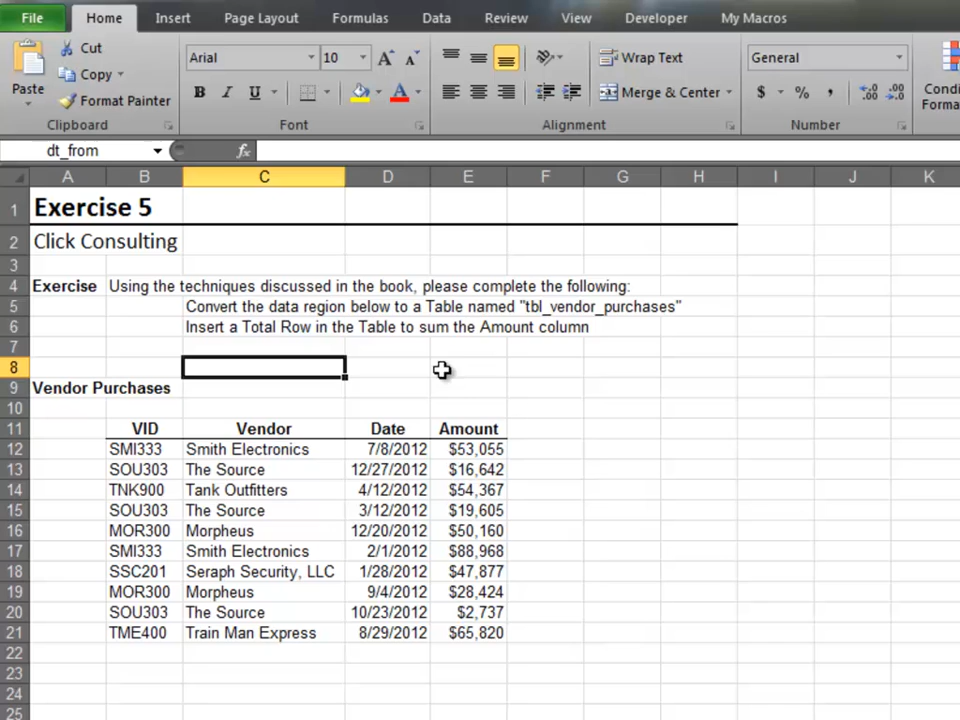 File Home Insert Page Layout Formulas Data Review View Developer My Macros
Paste Cut Copy Format Painter Clipboard
Arial 10 A A B I U A Font
Wrap Text Merge & Center Alignment
General $ % , .00 .0 Number
Condi
Forma
dt_from fx
A B C D E F G H I J K
1 Exercise 5
2 Click Consulting
3
4 Exercise Using the techniques discussed in the book, please complete the following:
5 Convert the data region below to a Table named "tbl_vendor_purchases"
6 Insert a Total Row in the Table to sum the Amount column
7
8
9 Vendor Purchases
10
11 VID Vendor Date Amount
12 SMI333 Smith Electronics 7/8/2012 $53,055
13 SOU303 The Source 12/27/2012 $16,642
14 TNK900 Tank Outfitters 4/12/2012 $54,367
15 SOU303 The Source 3/12/2012 $19,605
16 MOR300 Morpheus 12/20/2012 $50,160
17 SMI333 Smith Electronics 2/1/2012 $88,968
18 SSC201 Seraph Security, LLC 1/28/2012 $47,877
19 MOR300 Morpheus 9/4/2012 $28,424
20 SOU303 The Source 10/23/2012 $2,737
21 TME400 Train Man Express 8/29/2012 $65,820
22
23
24
25